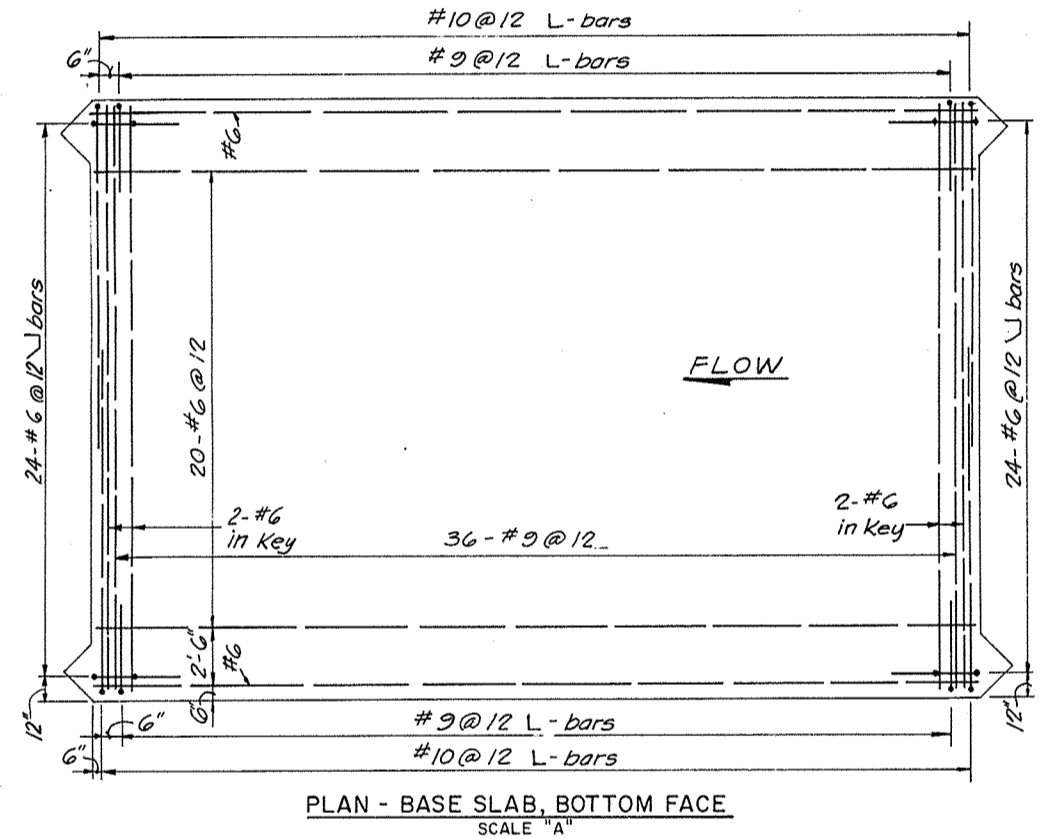 #10@12 L-bars
6"
#9@12 L-bars
#6
24-#6@12 bars
20-#6@12
FLOW
24-#6@12 bars
2-#6
in Key
2-#6
in Key
36-#9@12
2'-6"
#6
6"
12"
12"
6"
#9@12 L-bars
6"
#10@12 L-bars
PLAN - BASE SLAB, BOTTOM FACE
SCALE "A"